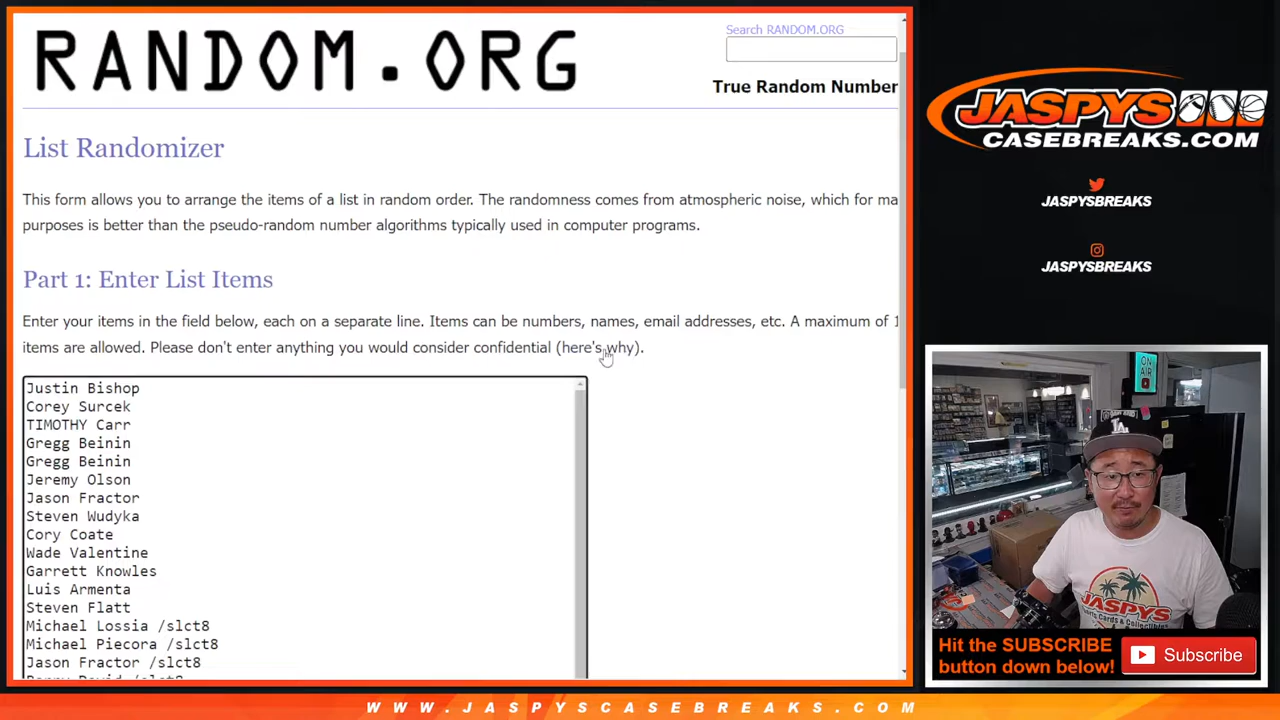 RANDOM.ORG
Search RANDOM.ORG
True Random Number
List Randomizer
This form allows you to arrange the items of a list in random order. The randomness comes from atmospheric noise, which for ma
purposes is better than the pseudo-random number algorithms typically used in computer programs.
Part 1: Enter List Items
Enter your items in the field below, each on a separate line. Items can be numbers, names, email addresses, etc. A maximum of 1
items are allowed. Please don't enter anything you would consider confidential (here's why).
Justin Bishop
Corey Surcek
TIMOTHY Carr
Gregg Beinin
Gregg Beinin
Jeremy Olson
Jason Fractor
Steven Wudyka
Cory Coate
Wade Valentine
Garrett Knowles
Luis Armenta
Steven Flatt
Michael Lossia /slct8
Michael Piecora /slct8
Jason Fractor /slct8
JASPYS
CASEBREAKS.COM
JASPYSBREAKS
JASPYSBREAKS
ON
AIR
LA
JASPYS
Hit the SUBSCRIBE
button down below!
Subscribe
WWW.JASPYSCASEBREAKS.COM